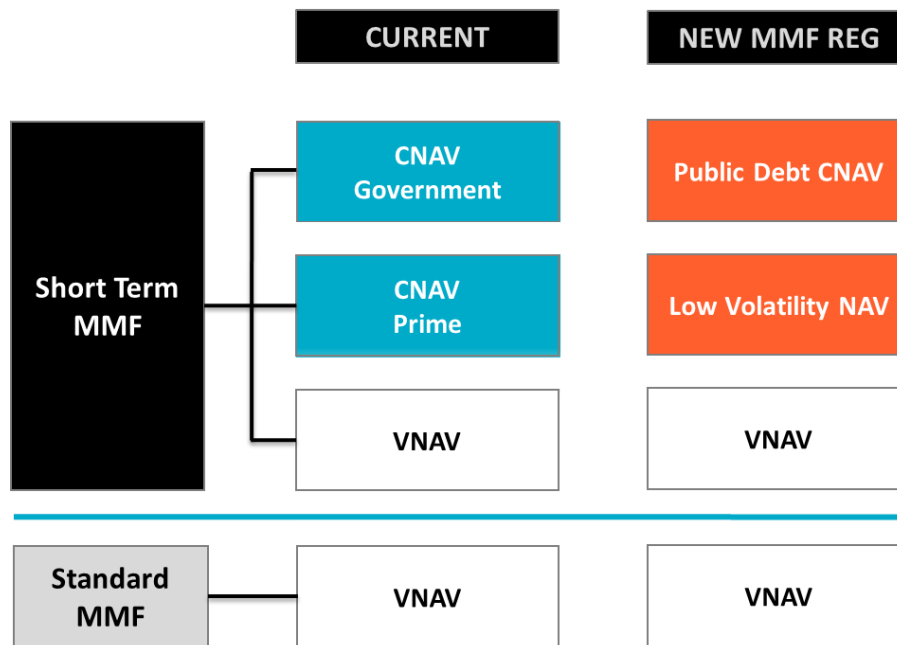 CURRENT
NEW MMF REG
Short Term
MMF
CNAV
Government
Public Debt CNAV
CNAV
Prime
Low Volatility NAV
VNAV
VNAV
Standard
MMF
VNAV
VNAV